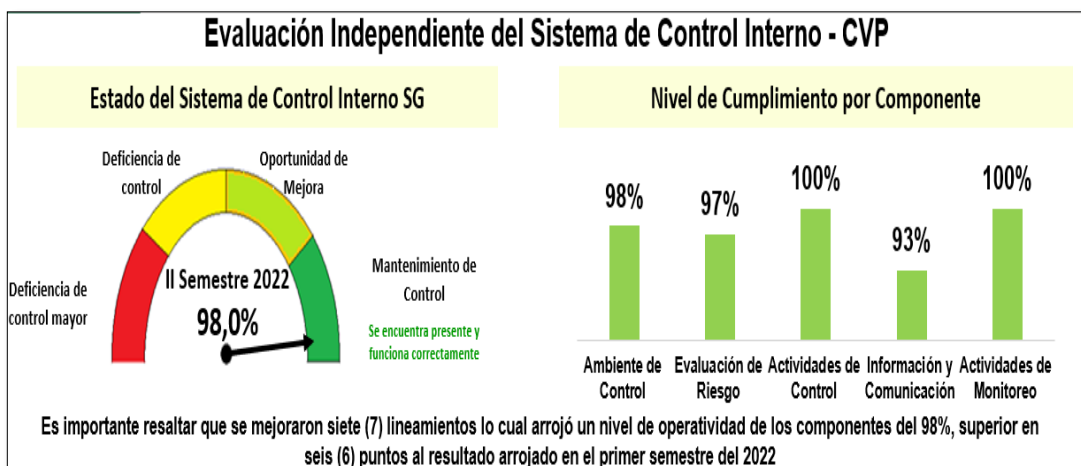 Evaluación Independiente del Sistema de Control Interno - CVP
Estado del Sistema de Control Interno SG
Deficiencia de
control
Oportunidad de
Mejora
Deficiencia de
control mayor
II Semestre 2022
98,0%
Mantenimiento de
Control
Se encuentra presente y
funciona correctamente
Nivel de Cumplimiento por Componente
98%
97%
100%
93%
100%
Ambiente de
Control
Evaluación de
Riesgo
Actividades de
Control
Información y
Comunicación
Actividades de
Monitoreo
Es importante resaltar que se mejoraron siete (7) lineamientos lo cual arrojó un nivel de operatividad de los componentes del 98%, superior en
seis (6) puntos al resultado arrojado en el primer semestre del 2022